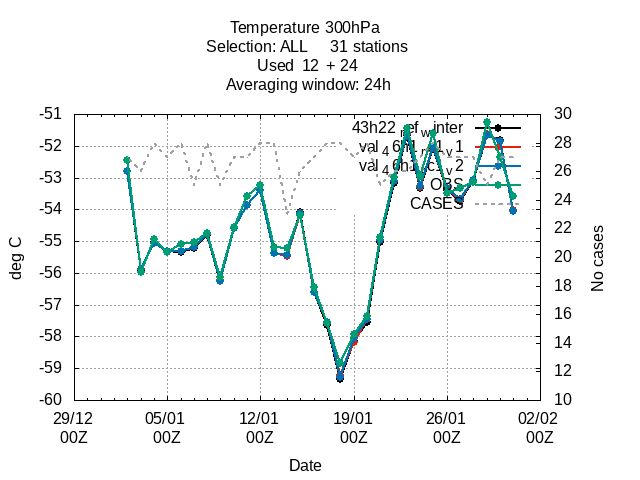 Temperature 300hPa
Selection: ALL 31 stations
Used 12 + 24
Averaging window: 24h
-51 30
-52 28
-53 26
-54 24
-55 22
-56 20
-57 18
-58 16
-59 14
-60 12
10
deg C
No cases
43h22
OBS
CASES
29/12 05/01 12/01 19/01 26/01 02/02
00Z 00Z 00Z 00Z 00Z 00Z
Date